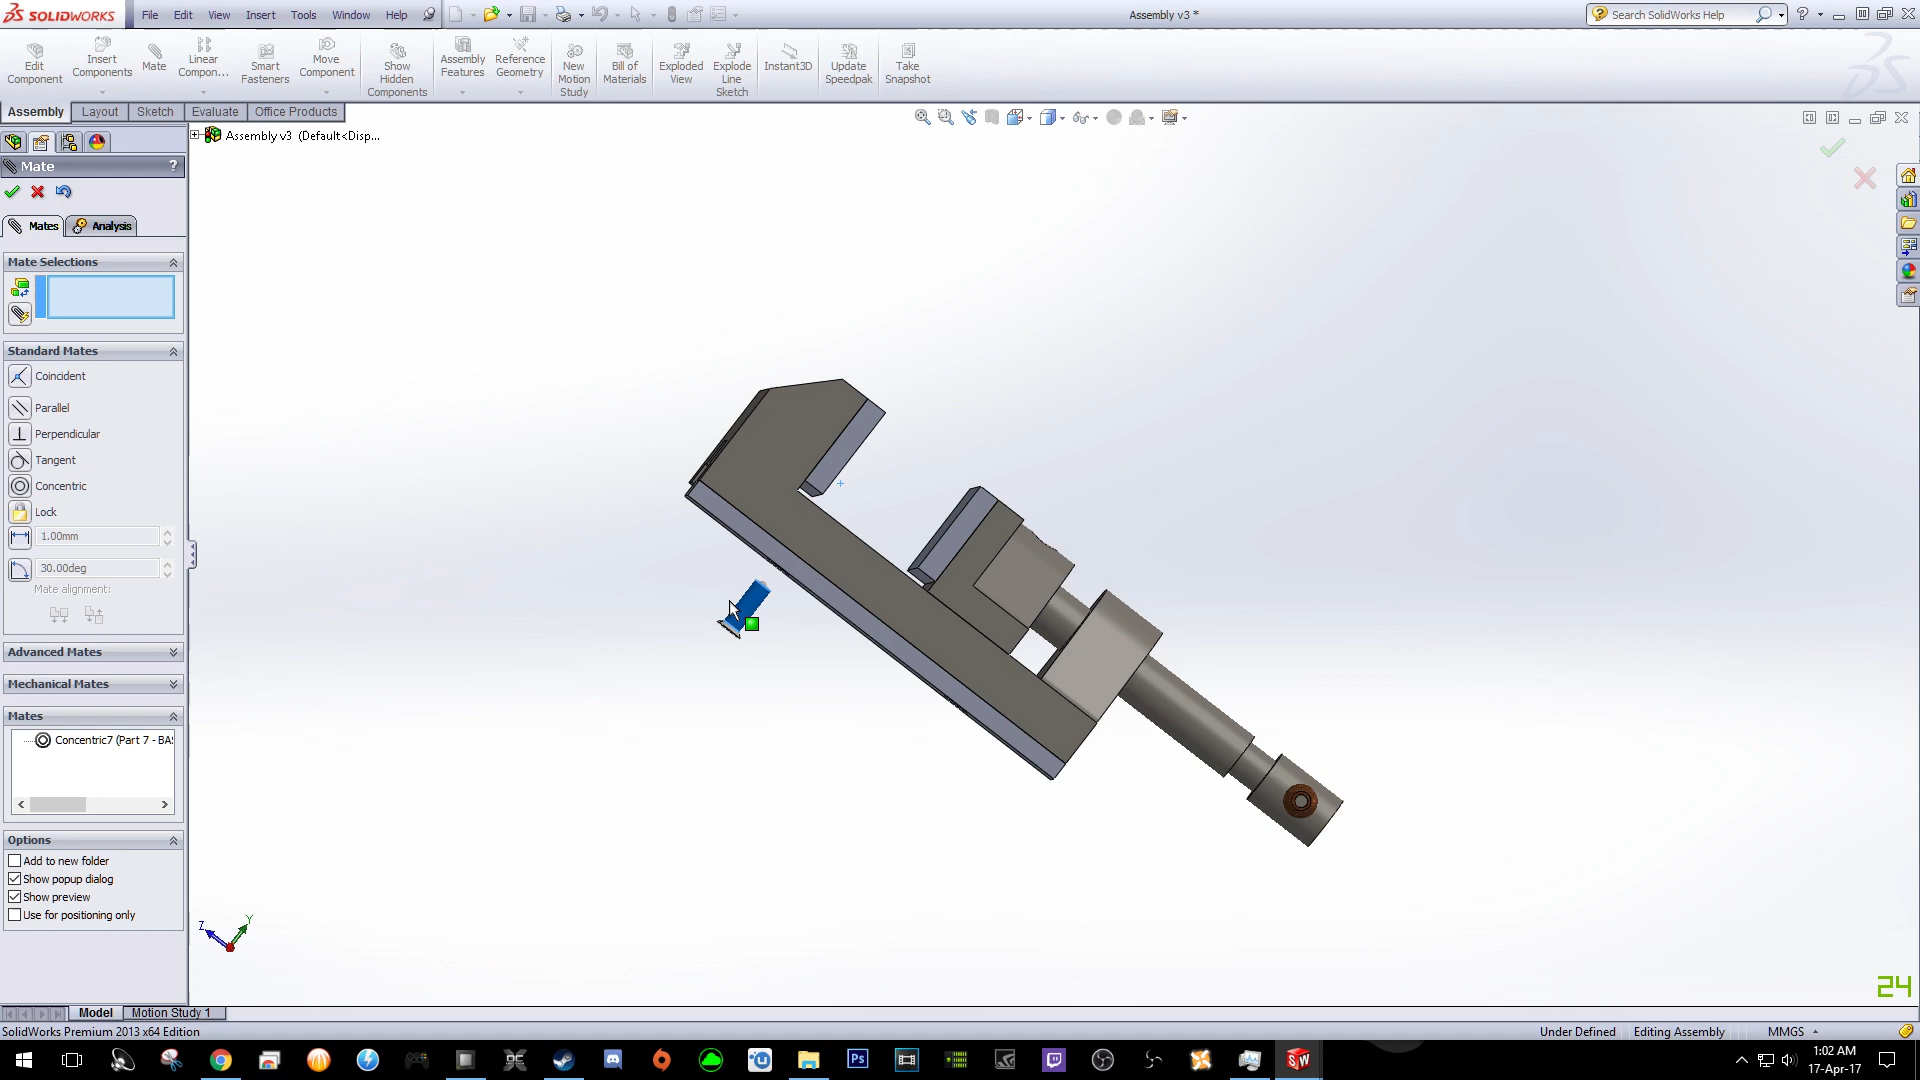 SOLIDWORKS File Edit View Insert Tools Window Help Assembly v3 * Search SolidWorks Help
Edit Component
Insert Components
Mate
Linear Compon...
Smart Fasteners
Move Component
Show Hidden Components
Assembly Features
Reference Geometry
New Motion Study
Bill of Materials
Exploded View
Explode Line Sketch
Instant3D
Update Speedpak
Take Snapshot
Assembly Layout Sketch Evaluate Office Products
Assembly v3 (Default<Disp...
Mate ?
Mates Analysis
Mate Selections
Standard Mates
Coincident
Parallel
Perpendicular
Tangent
Concentric
Lock
1.00mm
30.00deg
Mate alignment:
Advanced Mates
Mechanical Mates
Mates
Concentric7 (Part 7 - BA
Options
Add to new folder
Show popup dialog
Show preview
Use for positioning only
Z Y
24
Model Motion Study 1
SolidWorks Premium 2013 x64 Edition Under Defined Editing Assembly MMGS
Ps SW
1:02 AM
17-Apr-17